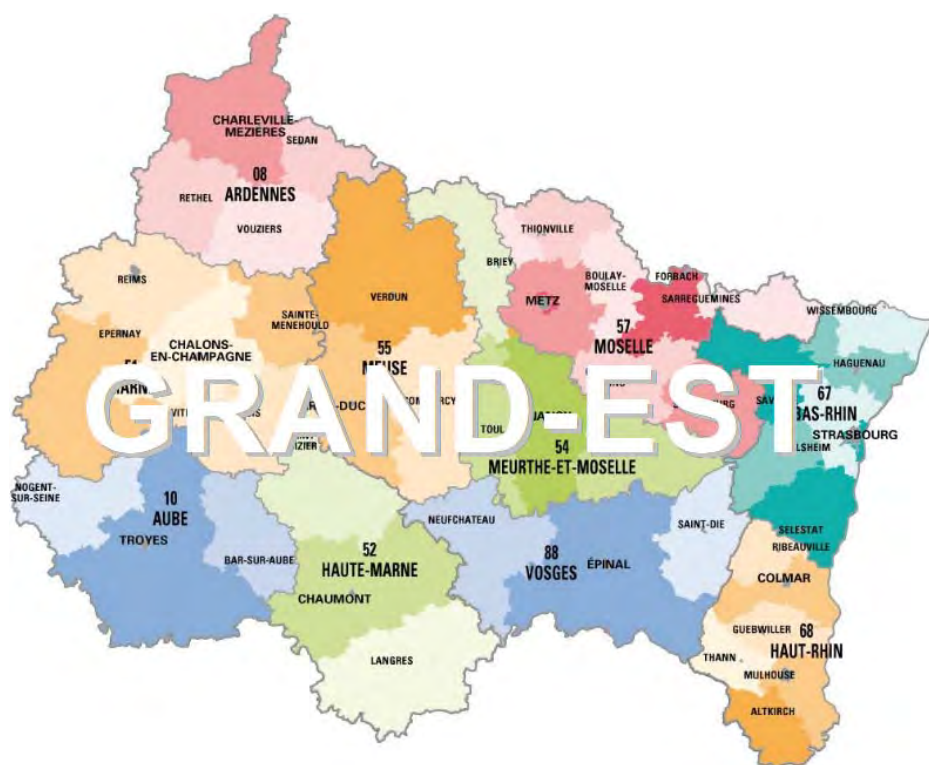 CHARLEVILLE-
MEZIERES
SEDAN
08
ARDENNES
RETHEL
VOUZIERS
THIONVILLE
BRIEY
REIMS
BOULAY-
MOSELLE
FORBACH
METZ
SARREGUEMINES
VERDUN
WISSEMBOURG
SAINTE-
MENEHOULD
EPERNAY
CHALONS-
EN-CHAMPAGNE
57
MOSELLE
55
MEUSE
HAGUENAU
67
BAS-RHIN
GRAND-EST
TOUL
STRASBOURG
54
MEURTHE-ET-MOSELLE
NOGENT-
SUR-SEINE
10
AUBE
TROYES
BAR-SUR-AUBE
NEUFCHATEAU
SAINT-DIE
SELESTAT
RIBEAUVILLE
52
HAUTE-MARNE
88
VOSGES
ÉPINAL
COLMAR
CHAUMONT
GUEBWILLER
68
HAUT-RHIN
LANGRES
THANN
MULHOUSE
ALTKIRCH